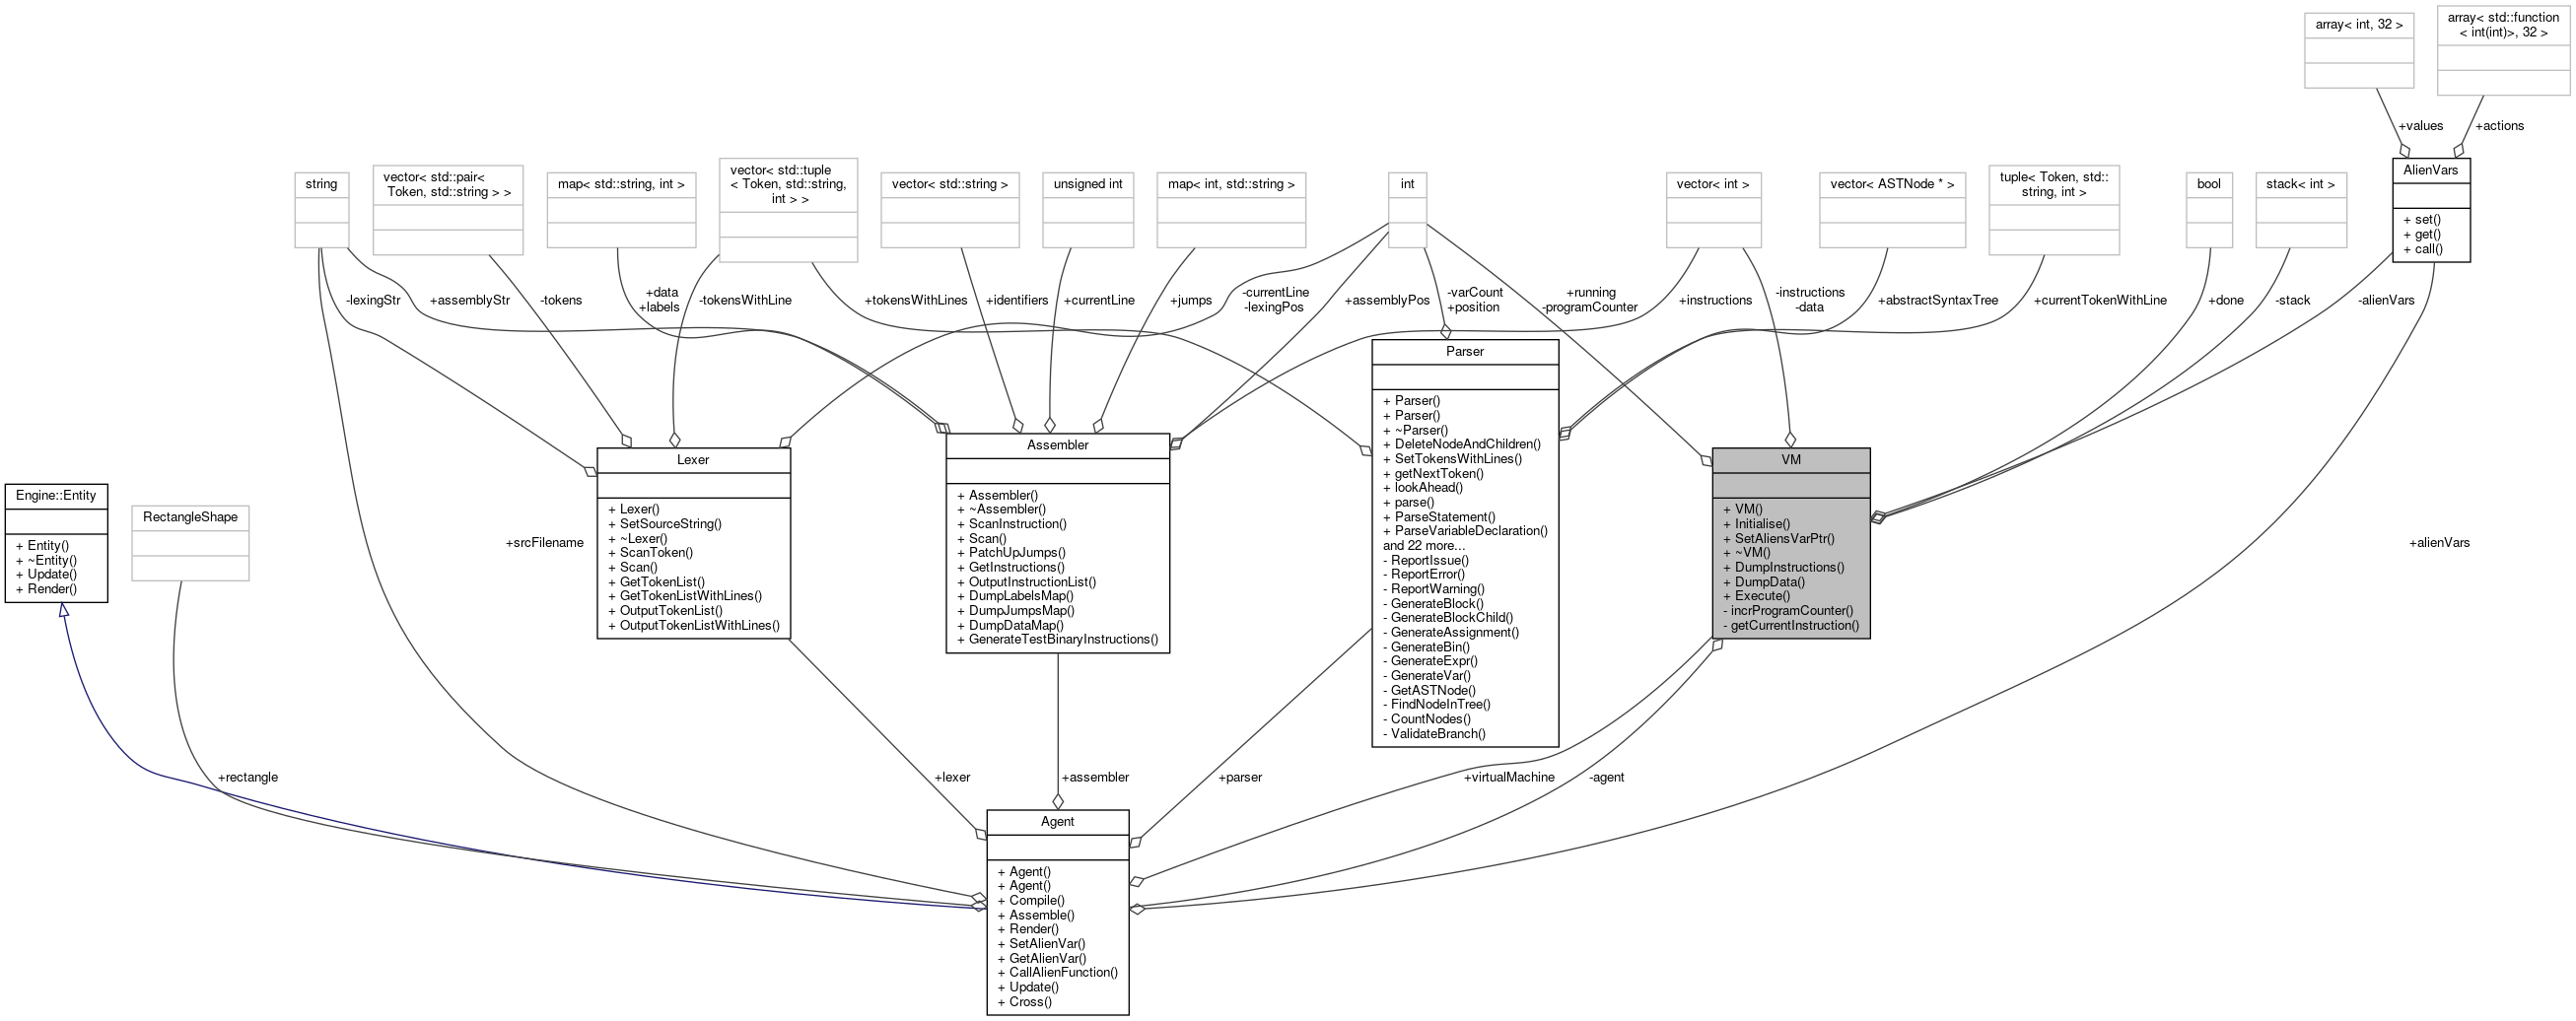 array< int, 32 >
array< std::function
< int(int)>, 32 >
+values
+actions
string
vector< std::pair<
Token, std::string > >
map< std::string, int >
vector< std::tuple
< Token, std::string,
int > >
vector< std::string >
unsigned int
map< int, std::string >
int
vector< int >
vector< ASTNode * >
tuple< Token, std::
string, int >
bool
stack< int >
AlienVars
+ set()
+ get()
+ call()
-lexingStr
+assemblyStr
-tokens
+data
+labels
-tokensWithLine
+tokensWithLines
+identifiers
+currentLine
+jumps
-currentLine
-lexingPos
+assemblyPos
-varCount
+position
+running
-programCounter
+instructions
-instructions
-data
+abstractSyntaxTree
+currentTokenWithLine
+done
-stack
-alienVars
Engine::Entity
+ Entity()
+ ~Entity()
+ Update()
+ Render()
RectangleShape
+srcFilename
Lexer
+ Lexer()
+ SetSourceString()
+ ~Lexer()
+ ScanToken()
+ Scan()
+ GetTokenList()
+ GetTokenListWithLines()
+ OutputTokenList()
+ OutputTokenListWithLines()
Assembler
+ Assembler()
+ ~Assembler()
+ ScanInstruction()
+ Scan()
+ PatchUpJumps()
+ GetInstructions()
+ OutputInstructionList()
+ DumpLabelsMap()
+ DumpJumpsMap()
+ DumpDataMap()
+ GenerateTestBinaryInstructions()
Parser
+ Parser()
+ Parser()
+ ~Parser()
+ DeleteNodeAndChildren()
+ SetTokensWithLines()
+ getNextToken()
+ lookAhead()
+ parse()
+ ParseStatement()
+ ParseVariableDeclaration()
and 22 more...
- ReportIssue()
- ReportError()
- ReportWarning()
- GenerateBlock()
- GenerateBlockChild()
- GenerateAssignment()
- GenerateBin()
- GenerateExpr()
- GenerateVar()
- GetASTNode()
- FindNodeInTree()
- CountNodes()
- ValidateBranch()
VM
+ VM()
+ Initialise()
+ SetAliensVarPtr()
+ ~VM()
+ DumpInstructions()
+ DumpData()
+ Execute()
- incrProgramCounter()
- getCurrentInstruction()
+alienVars
+rectangle
+lexer
+assembler
+parser
+virtualMachine
-agent
Agent
+ Agent()
+ Agent()
+ Compile()
+ Assemble()
+ Render()
+ SetAlienVar()
+ GetAlienVar()
+ CallAlienFunction()
+ Update()
+ Cross()